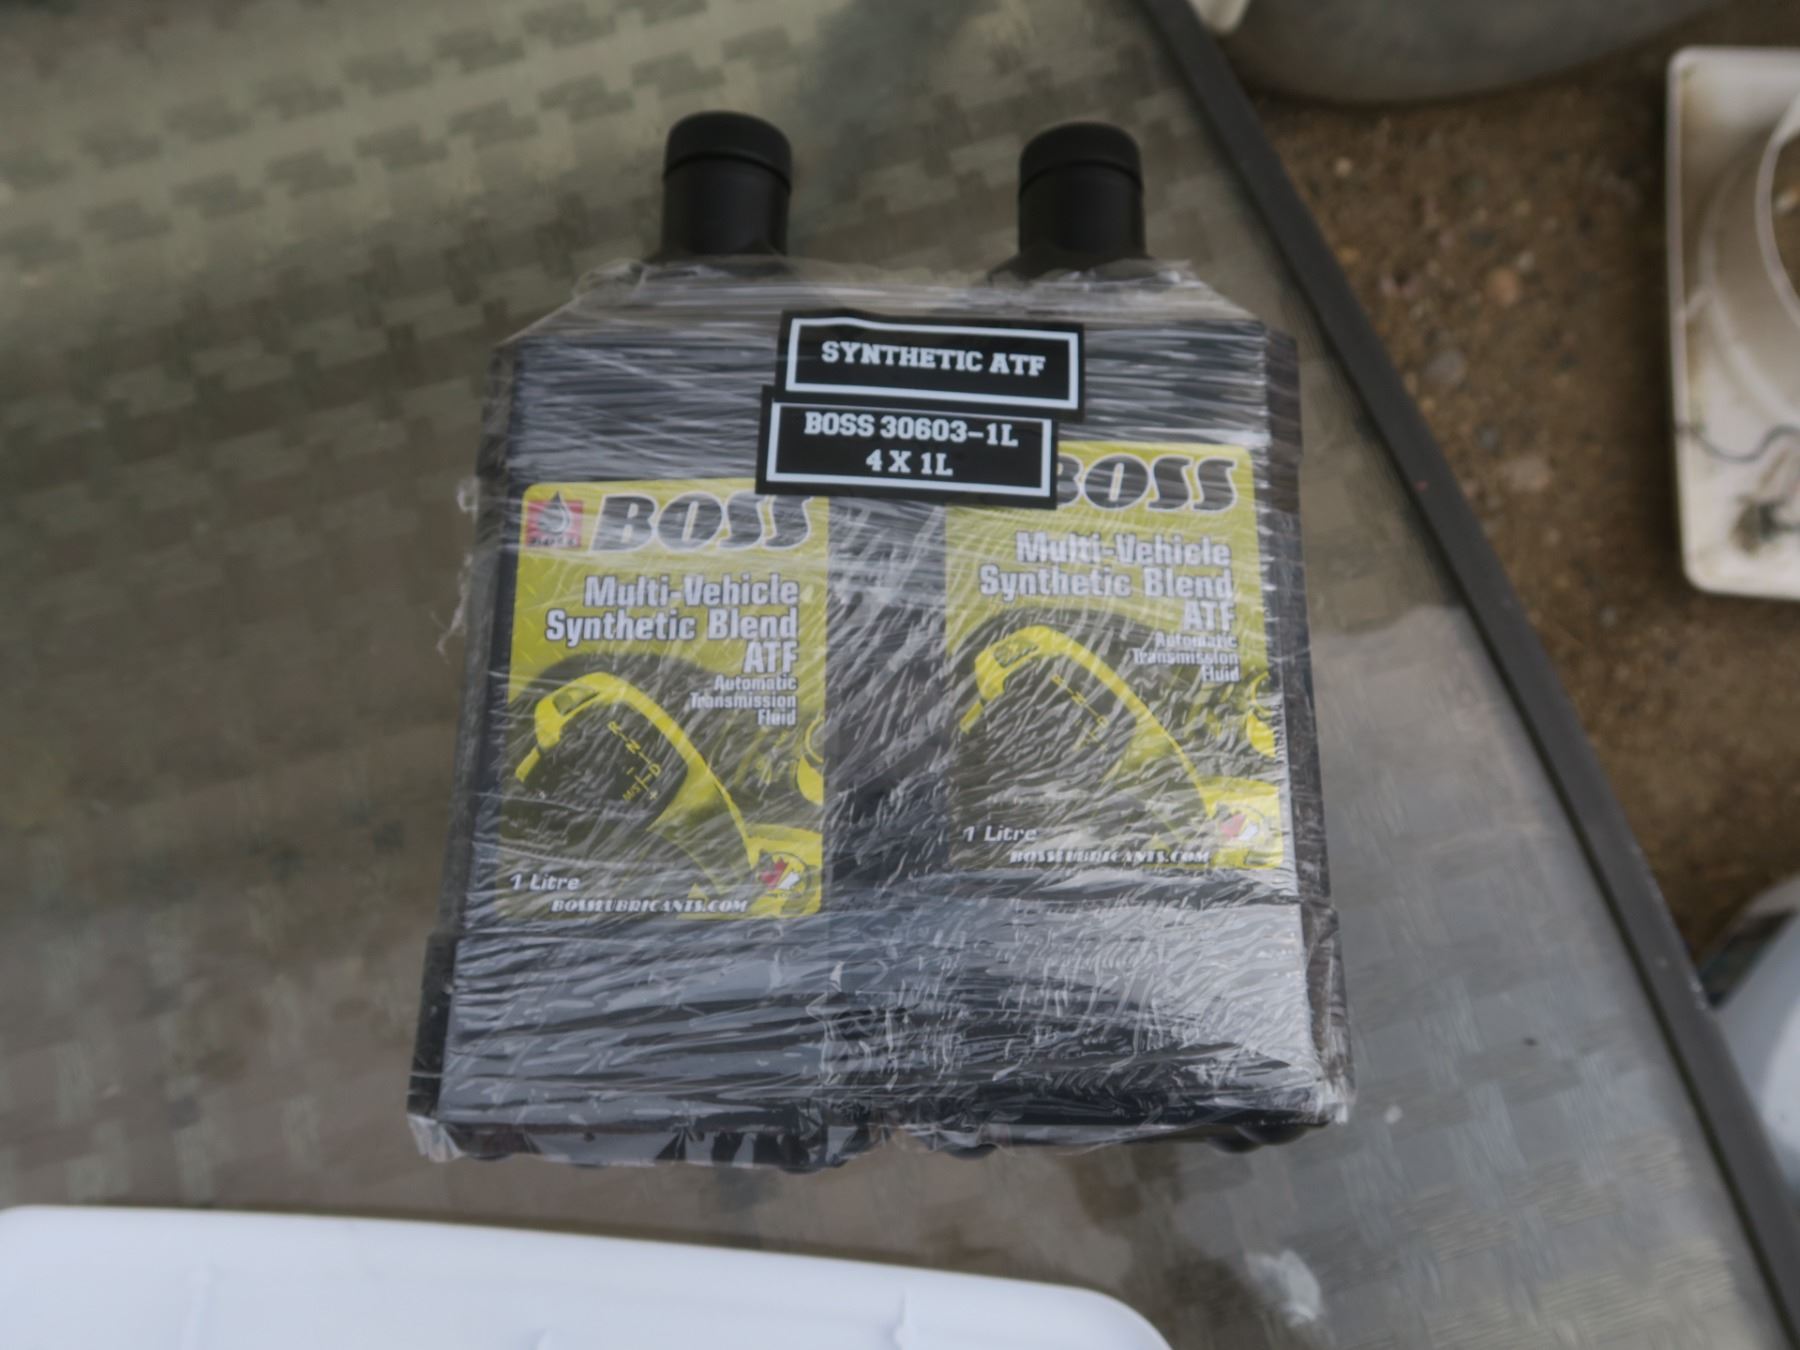 SYNTHETIC ATF
BOSS 30603-1L
4 X 1L
BOSS
Multi-Vehicle
Synthetic Blend
ATF
Automatic
Transmission
Fluid
R
N
D
M/S
+
1 Litre
BOSSLUBRICANTS.COM
BOSS
Multi-Vehicle
Synthetic Blend
ATF
Automatic
Transmission
Fluid
1 Litre
BOSSLUBRICANTS.COM